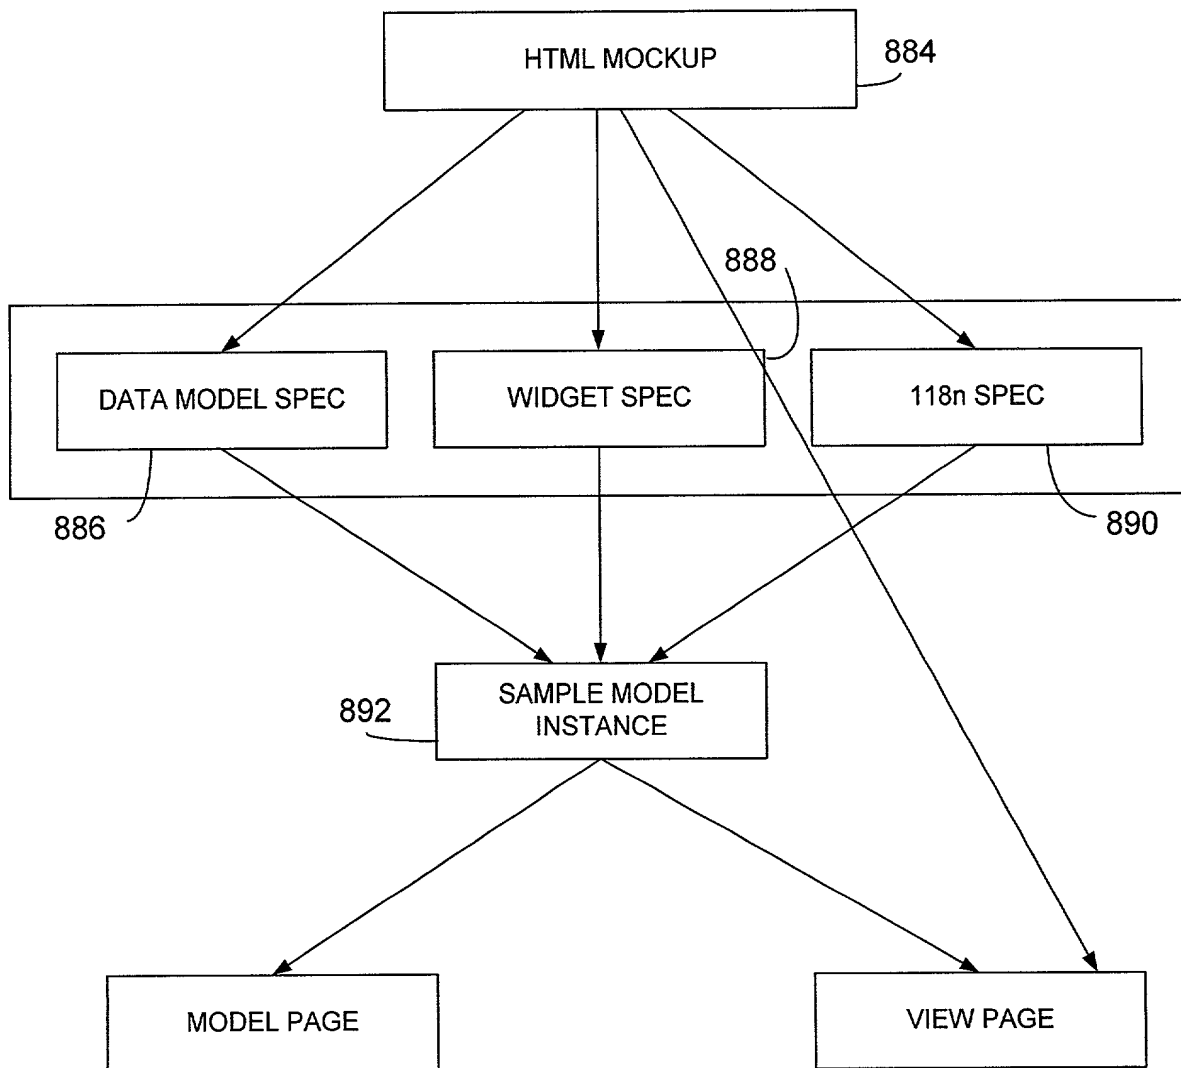 HTML MOCKUP
884
888
DATA MODEL SPEC
WIDGET SPEC
118n SPEC
886
890
892
SAMPLE MODEL
INSTANCE
MODEL PAGE
VIEW PAGE